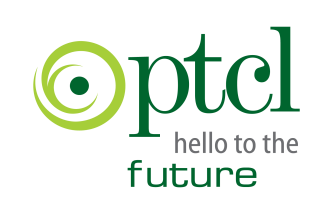 ptcl
hello to the
future